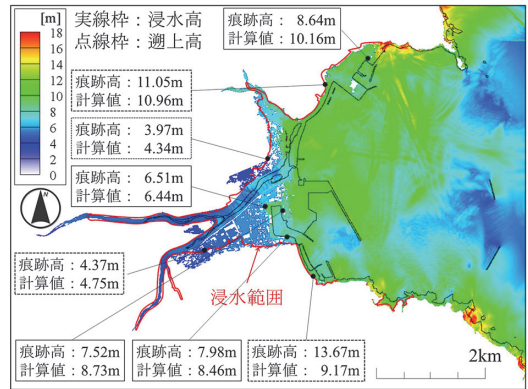 [m]
18
16
14
12
10
8
6
4
2
0
実線枠：浸水高
点線枠：遡上高
痕跡高：8.64m
計算値：10.16m
痕跡高：11.05m
計算値：10.96m
痕跡高：3.97m
計算値：4.34m
痕跡高：6.51m
計算値：6.44m
N
痕跡高：4.37m
計算値：4.75m
浸水範囲
痕跡高：7.52m
計算値：8.73m
痕跡高：7.98m
計算値：8.46m
痕跡高：13.67m
計算値：9.17m
2km